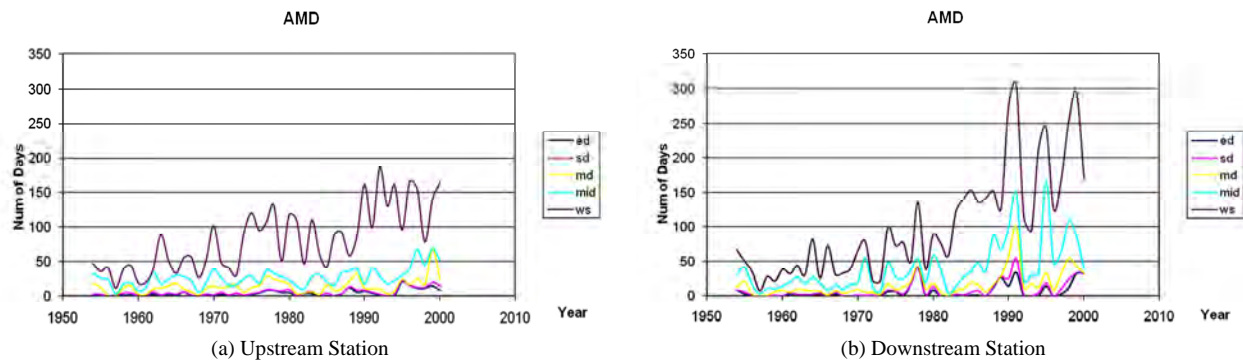 AMD
350
300
250
200
150
100
50
0
Num of Days
1950 1960 1970 1980 1990 2000 2010
Year
ed
sd
md
mid
ws
(a) Upstream Station
AMD
350
300
250
200
150
100
50
0
Num of Days
1950 1960 1970 1980 1990 2000 2010
Year
ed
sd
md
mid
ws
(b) Downstream Station